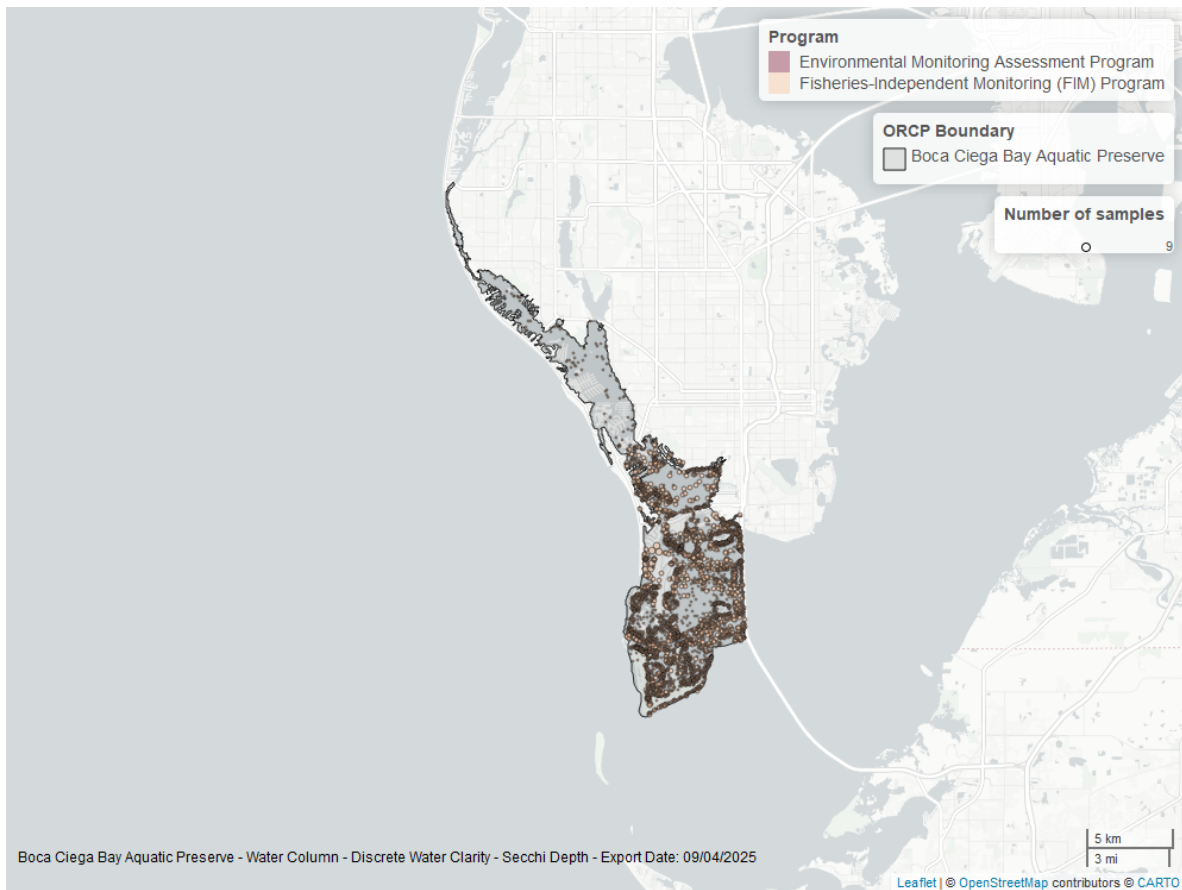 Program
Environmental Monitoring Assessment Program
Fisheries-Independent Monitoring (FIM) Program
ORCP Boundary
Boca Ciega Bay Aquatic Preserve
Number of samples
9
5 km
3 mi
Boca Ciega Bay Aquatic Preserve - Water Column - Discrete Water Clarity - Secchi Depth - Export Date: 09/04/2025
Leaflet | © OpenStreetMap contributors © CARTO